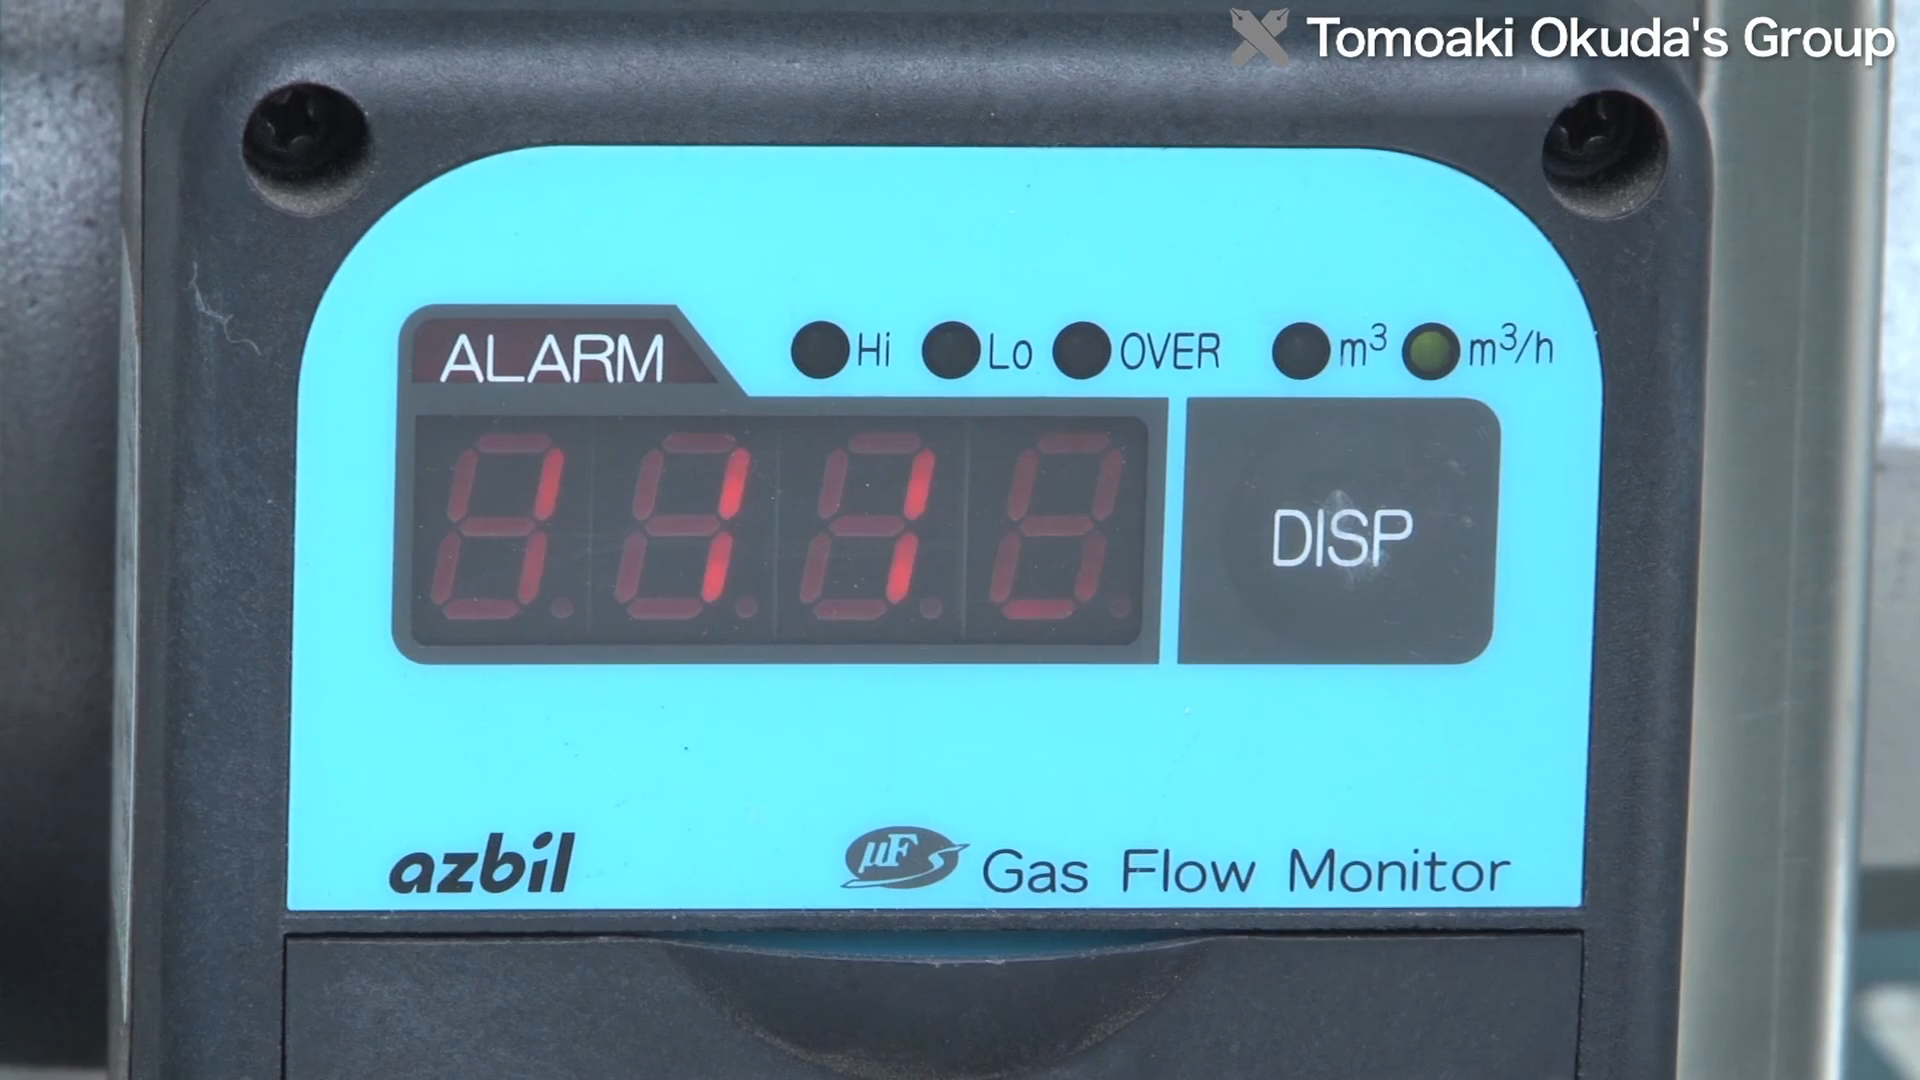 Tomoaki Okuda's Group
ALARM
Hi Lo OVER m³ m³/h
DISP
azbil
μF Gas Flow Monitor